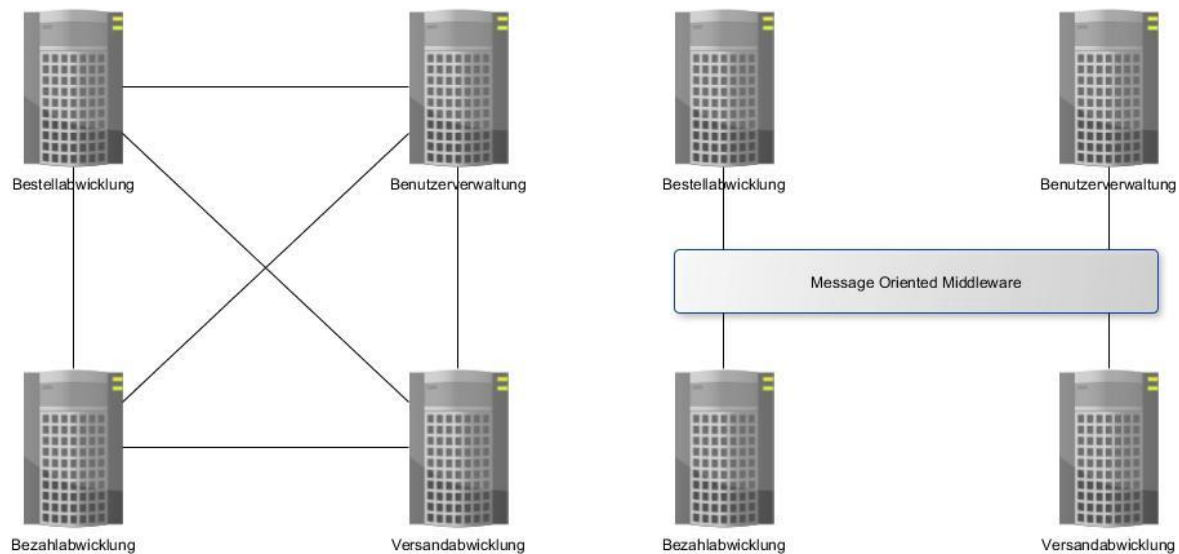 Bestellabwicklung
Benutzerverwaltung
Bestellabwicklung
Benutzerverwaltung
Message Oriented Middleware
Bezahlabwicklung
Versandabwicklung
Bezahlabwicklung
Versandabwicklung